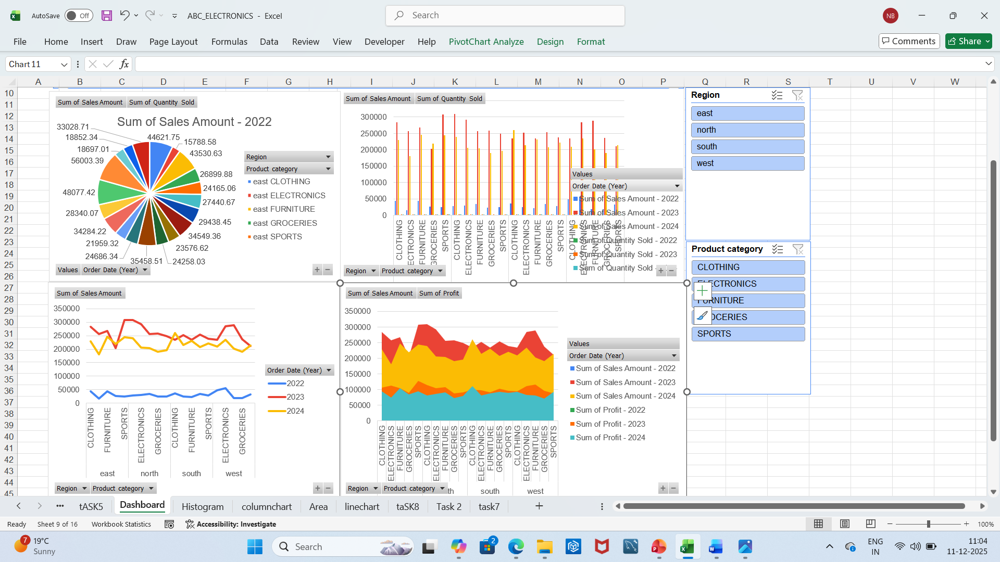 AutoSave Off ABC_ELECTRONICS - Excel Search NB
File Home Insert Draw Page Layout Formulas Data Review View Developer Help PivotChart Analyze Design Format Comments Share
Chart 11 fx
A B C D E F G H I J K L M N O P Q R S T U V W
10
11
12
13
14
15
16
17
18
19
20
21
22
23
24
25
26
27
28
29
30
31
32
33
34
35
36
37
38
39
40
41
42
43
44
45
Sum of Sales Amount Sum of Quantity Sold
Sum of Sales Amount - 2022
33028.71
18852.34
18697.01
56003.39
48077.42
28340.07
34284.22
21959.32
24686.34
35458.51
24258.03
23576.62
34549.36
29438.45
27440.67
24165.06
26899.88
43530.63
15788.58
44621.75
Region
Product category
east CLOTHING
east ELECTRONICS
east FURNITURE
east GROCERIES
east SPORTS
Values Order Date (Year)
+ −
Sum of Sales Amount Sum of Quantity Sold
300000
250000
200000
150000
100000
50000
0
CLOTHING
FURNITURE
GROCERIES
SPORTS
CLOTHING
ELECTRONICS
FURNITURE
GROCERIES
SPORTS
CLOTHING
ELECTRONICS
FURNITURE
GROCERIES
SPORTS
CLOTHING
ELECTRONICS
FURNITURE
GROCERIES
SPORTS
Values
Order Date (Year)
Sum of Sales Amount - 2022
Sum of Sales Amount - 2023
Sum of Sales Amount - 2024
Sum of Quantity Sold - 2022
Sum of Quantity Sold - 2023
Sum of Quantity Sold -
Region Product category
+ −
Sum of Sales Amount
350000
300000
250000
200000
150000
100000
50000
0
CLOTHING
FURNITURE
SPORTS
ELECTRONICS
GROCERIES
CLOTHING
FURNITURE
SPORTS
ELECTRONICS
GROCERIES
east north south west
Order Date (Year)
2022
2023
2024
Region Product category
+ −
Sum of Sales Amount Sum of Profit
350000
300000
250000
200000
150000
100000
50000
0
CLOTHING
ELECTRONICS
FURNITURE
GROCERIES
SPORTS
CLOTHING
ELECTRONICS
FURNITURE
GROCERIES
SPORTS
CLOTHING
ELECTRONICS
FURNITURE
GROCERIES
SPORTS
CLOTHING
ELECTRONICS
FURNITURE
GROCERIES
SPORTS
th south west
Values
Order Date (Year)
Sum of Sales Amount - 2022
Sum of Sales Amount - 2023
Sum of Sales Amount - 2024
Sum of Profit - 2022
Sum of Profit - 2023
Sum of Profit - 2024
Region Product category
+ −
Region
east
north
south
west
Product category
CLOTHING
ELECTRONICS
FURNITURE
OCERIES
SPORTS
tASK5 Dashboard Histogram columnchart Area linechart taSK8 Task 2 task7
Ready Sheet 9 of 16 Workbook Statistics Accessibility: Investigate 100%
7 19°C
Sunny
Search
2
ENG
IN
11:04
11-12-2025